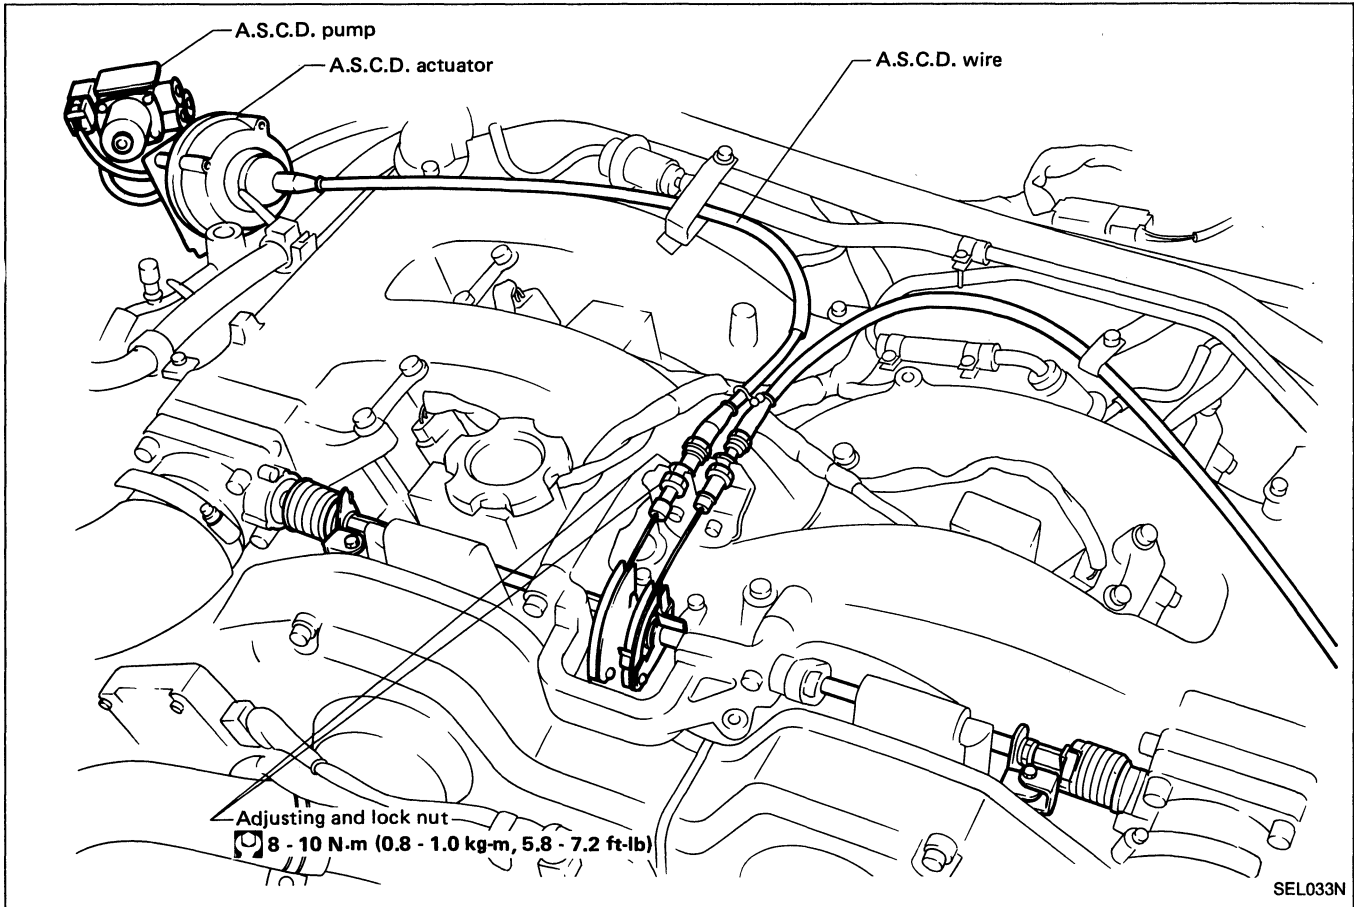 A.S.C.D. pump
A.S.C.D. actuator
A.S.C.D. wire
Adjusting and lock nut
8 - 10 N·m (0.8 - 1.0 kg-m, 5.8 - 7.2 ft-lb)
SEL033N